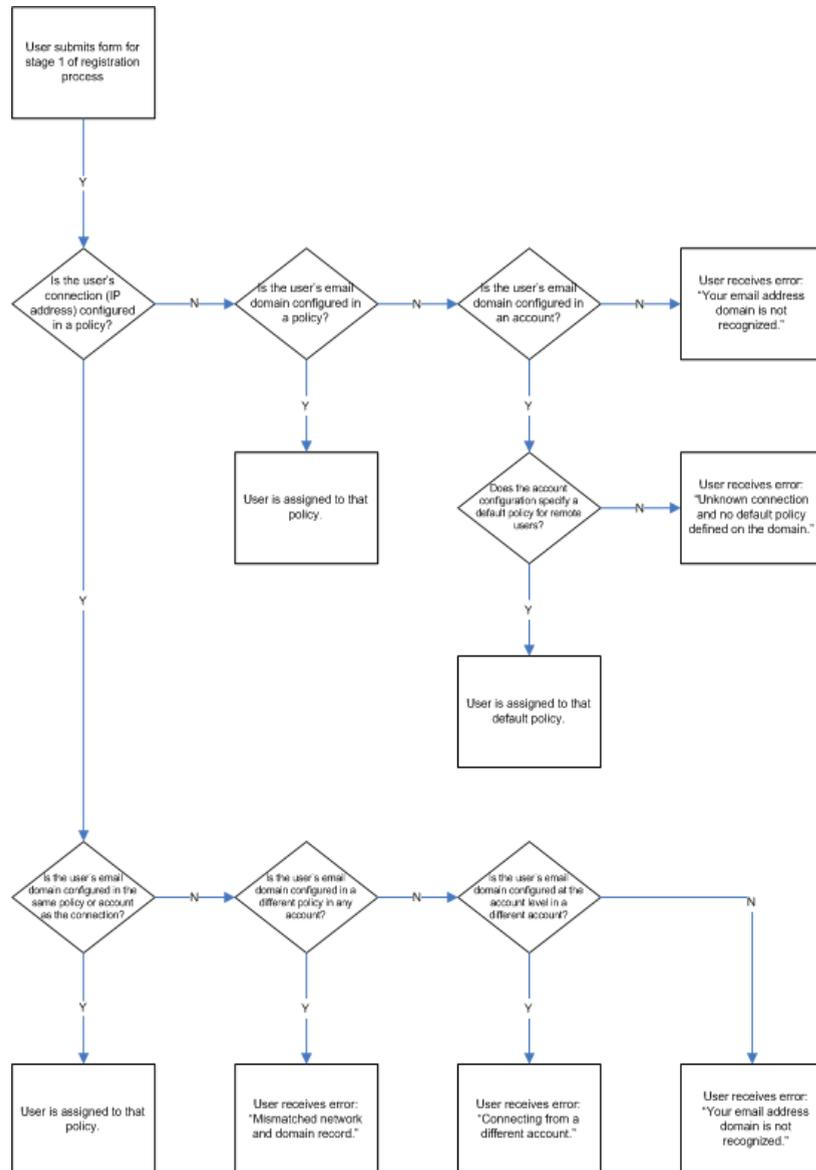 User submits form for
stage 1 of registration
process
Y
Is the user's
connection (IP
address) configured
in a policy?
N
Is the user's email
domain configured in
a policy?
N
Is the user's email
domain configured in
an account?
N
User receives error:
"Your email address
domain is not
recognized."
Y
Y
User is assigned to that
policy.
Does the account
configuration specify a
default policy for remote
users?
N
User receives error:
"Unknown connection
and no default policy
defined on the domain."
Y
Y
User is assigned to that
default policy.
Is the user's email
domain configured in the
same policy or account
as the connection?
N
Is the user's email
domain configured in a
different policy in any
account?
N
Is the user's email
domain configured at the
account level in a
different account?
N
Y
Y
Y
User is assigned to that
policy.
User receives error:
"Mismatched network
and domain record."
User receives error:
"Connecting from a
different account."
User receives error:
"Your email address
domain is not
recognized."